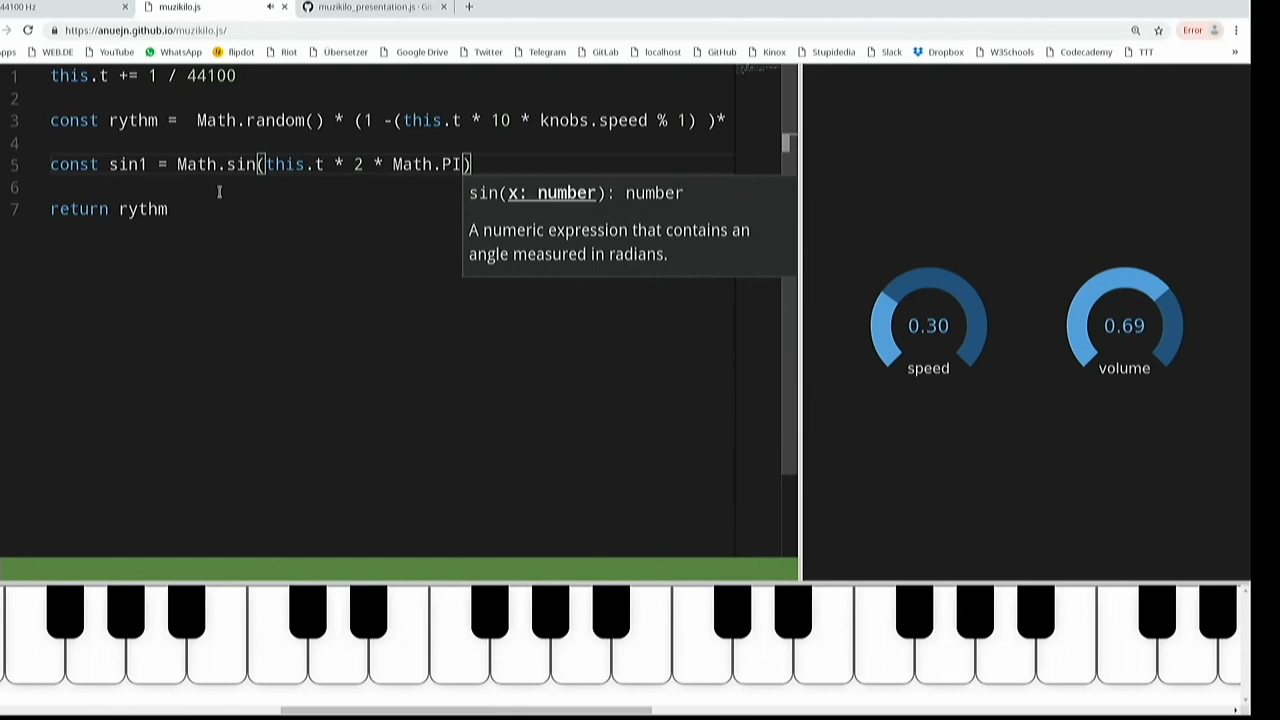 44100 Hz
muzikilo.js
muzikilo_presentation.js · Git
https://anuejn.github.io/muzikilo.js/
Error
pps WEB.DE YouTube WhatsApp flipdot Riot Übersetzer Google Drive Twitter Telegram GitLab localhost GitHub Kinox Stupidedia Slack Dropbox W3Schools Codecademy TTT »
1 this.t += 1 / 44100
2
3 const rythm =  Math.random() * (1 -(this.t * 10 * knobs.speed % 1) )*
4
5 const sin1 = Math.sin(this.t * 2 * Math.PI)
6
7 return rythm
sin(x: number): number
A numeric expression that contains an
angle measured in radians.
0.30
speed
0.69
volume